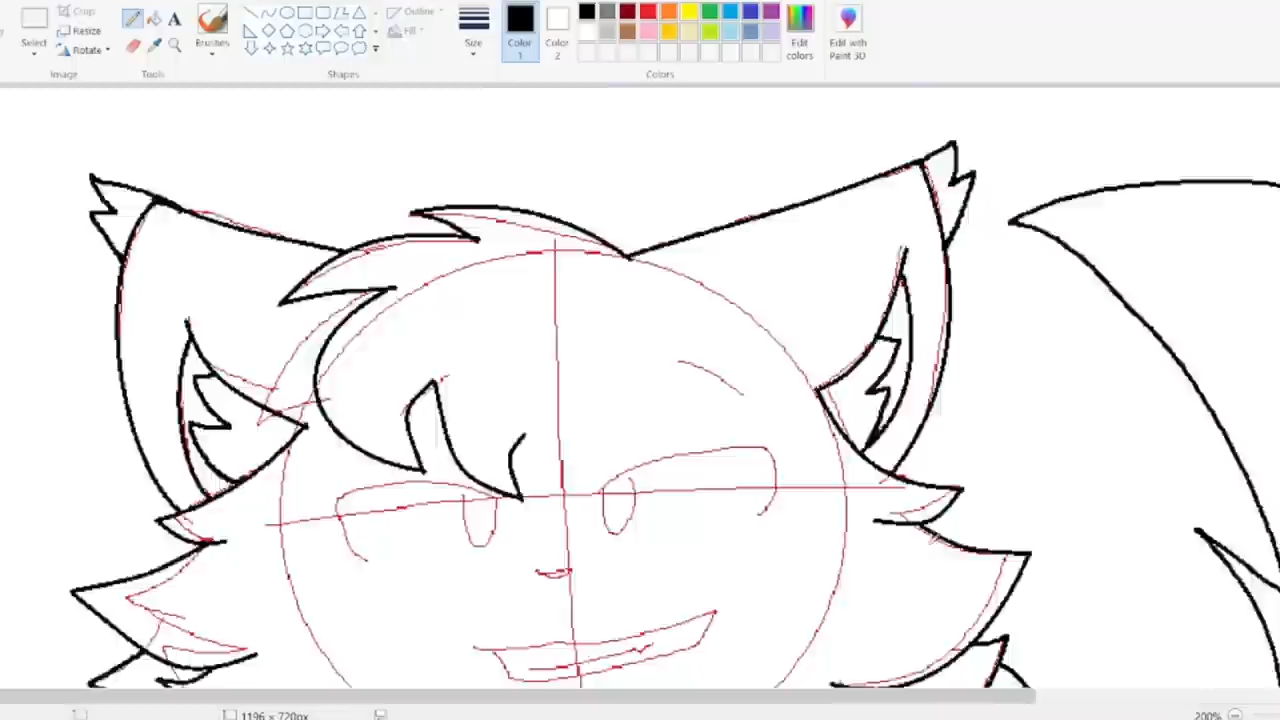 Select
Crop
Resize
Rotate
Image
A
Tools
Brushes
Shapes
Outline
Fill
Size
Color
1
Color
2
Colors
Edit
colors
Edit with
Paint 3D
1196 × 720px
200%